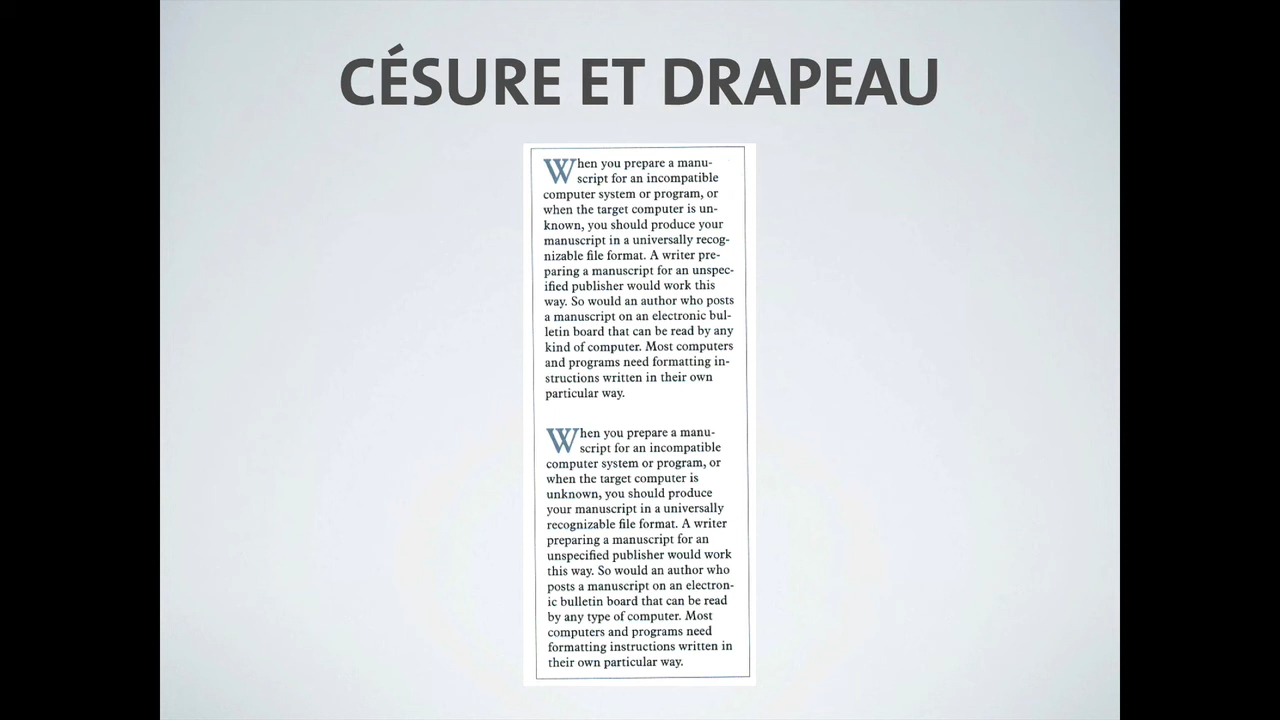 CÉSURE ET DRAPEAU
When you prepare a manu-
script for an incompatible
computer system or program, or
when the target computer is un-
known, you should produce your
manuscript in a universally recog-
nizable file format. A writer pre-
paring a manuscript for an unspec-
ified publisher would work this
way. So would an author who posts
a manuscript on an electronic bul-
letin board that can be read by any
kind of computer. Most computers
and programs need formatting in-
structions written in their own
particular way.
When you prepare a manu-
script for an incompatible
computer system or program, or
when the target computer is
unknown, you should produce
your manuscript in a universally
recognizable file format. A writer
preparing a manuscript for an
unspecified publisher would work
this way. So would an author who
posts a manuscript on an electron-
ic bulletin board that can be read
by any type of computer. Most
computers and programs need
formatting instructions written in
their own particular way.